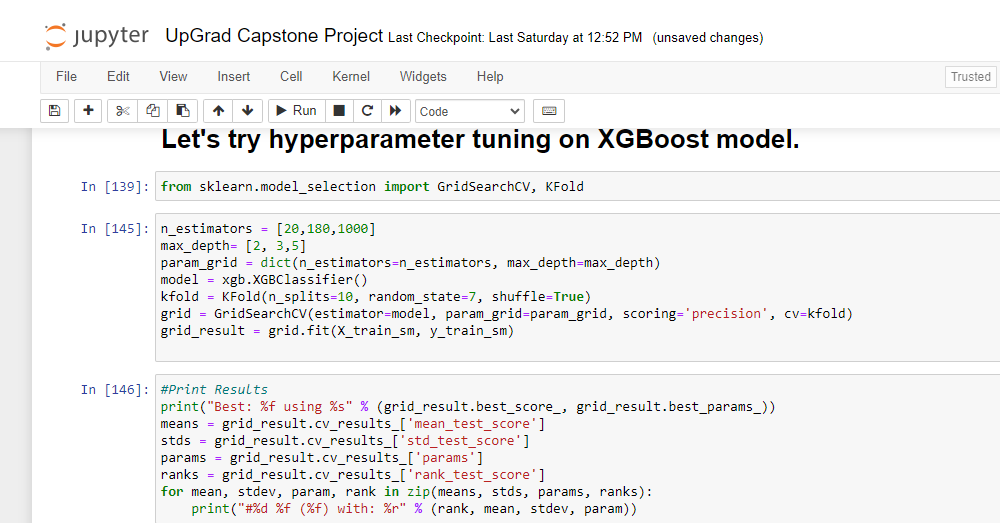 jupyter UpGrad Capstone Project Last Checkpoint: Last Saturday at 12:52 PM (unsaved changes)
File Edit View Insert Cell Kernel Widgets Help Trusted
Run Code
Let's try hyperparameter tuning on XGBoost model.
In [139]: from sklearn.model_selection import GridSearchCV, KFold
In [145]: n_estimators = [20,180,1000]
max_depth= [2, 3,5]
param_grid = dict(n_estimators=n_estimators, max_depth=max_depth)
model = xgb.XGBClassifier()
kfold = KFold(n_splits=10, random_state=7, shuffle=True)
grid = GridSearchCV(estimator=model, param_grid=param_grid, scoring='precision', cv=kfold)
grid_result = grid.fit(X_train_sm, y_train_sm)
In [146]: #Print Results
print("Best: %f using %s" % (grid_result.best_score_, grid_result.best_params_))
means = grid_result.cv_results_['mean_test_score']
stds = grid_result.cv_results_['std_test_score']
params = grid_result.cv_results_['params']
ranks = grid_result.cv_results_['rank_test_score']
for mean, stdev, param, rank in zip(means, stds, params, ranks):
    print("#%d %f (%f) with: %r" % (rank, mean, stdev, param))